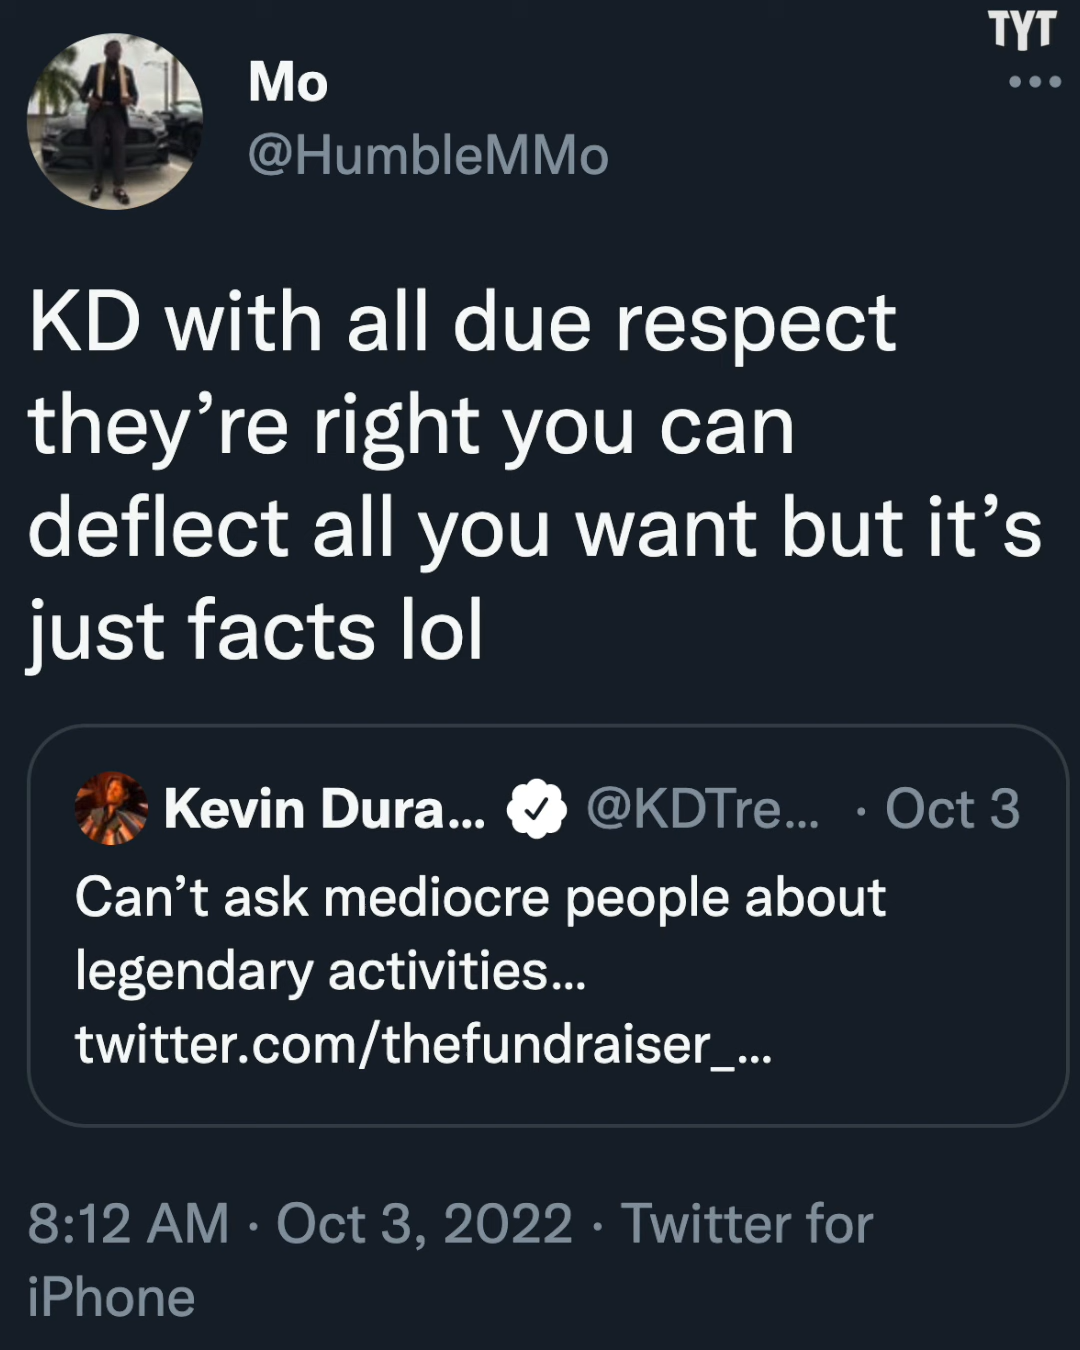 TYT
Mo
@HumbleMMo
KD with all due respect
they’re right you can
deflect all you want but it’s
just facts lol
Kevin Dura... @KDTre... · Oct 3
Can’t ask mediocre people about
legendary activities...
twitter.com/thefundraiser_...
8:12 AM · Oct 3, 2022 · Twitter for
iPhone